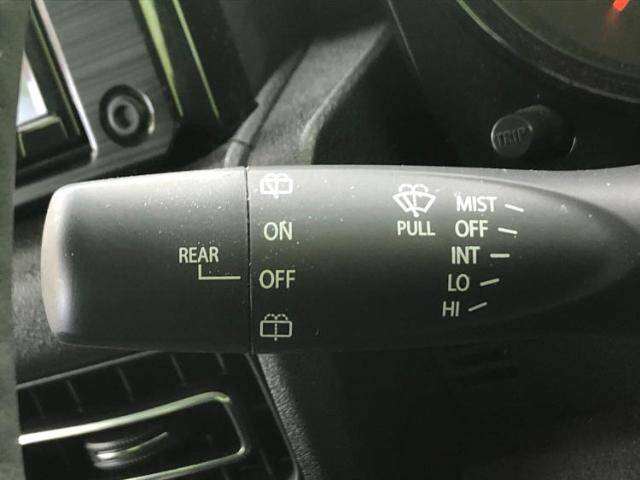 TRIP
MIST
OFF
PULL
INT
LO
HI
ON
REAR
OFF